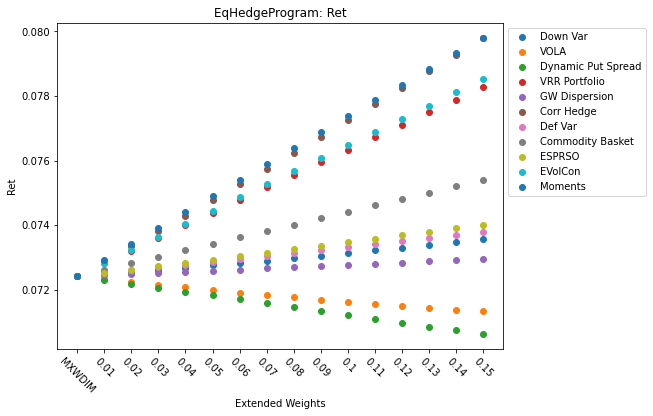 EqHedgeProgram: Ret
0.080
0.078
0.076
0.074
0.072
Ret
MXWDIM
0.01
0.02
0.03
0.04
0.05
0.06
0.07
0.08
0.09
0.1
0.11
0.12
0.13
0.14
0.15
Extended Weights
Down Var
VOLA
Dynamic Put Spread
VRR Portfolio
GW Dispersion
Corr Hedge
Def Var
Commodity Basket
ESPRSO
EVolCon
Moments